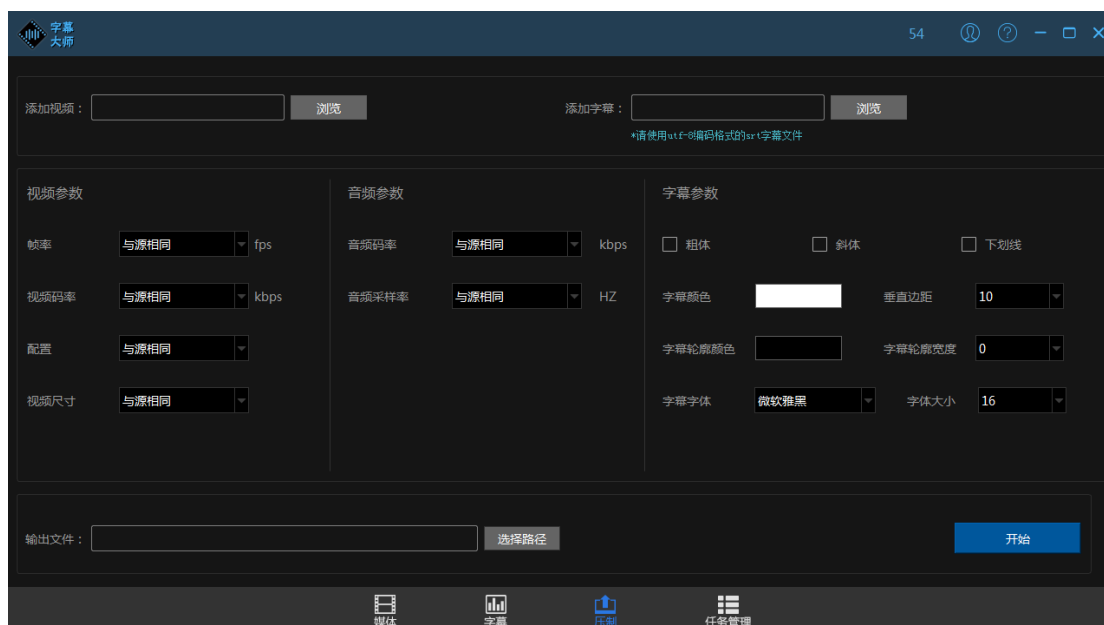 字幕
大师
54
添加视频：
浏览
添加字幕：
浏览
*请使用utf-8编码格式的srt字幕文件
视频参数
音频参数
字幕参数
帧率 与源相同 fps
音频码率 与源相同 kbps
粗体 斜体 下划线
视频码率 与源相同 kbps
音频采样率 与源相同 HZ
字幕颜色 垂直边距 10
配置 与源相同
字幕轮廓颜色 字幕轮廓宽度 0
视频尺寸 与源相同
字幕字体 微软雅黑 字体大小 16
输出文件：
选择路径
开始
媒体 字幕 压制 任务管理